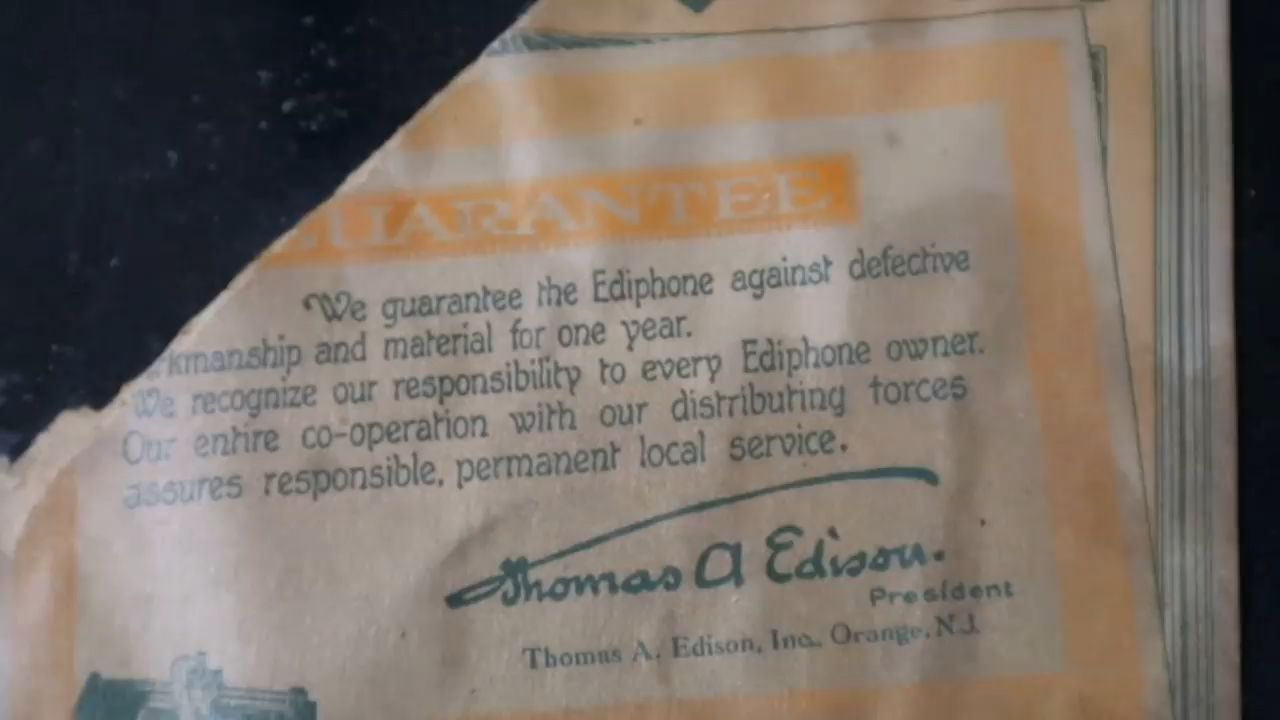 GUARANTEE
We guarantee the Ediphone against defective
kmanship and material for one year.
We recognize our responsibility to every Ediphone owner.
Our entire co-operation with our distributing forces
assures responsible, permanent local service.
Thomas A Edison.
President
Thomas A. Edison, Inc. Orange, N.J.